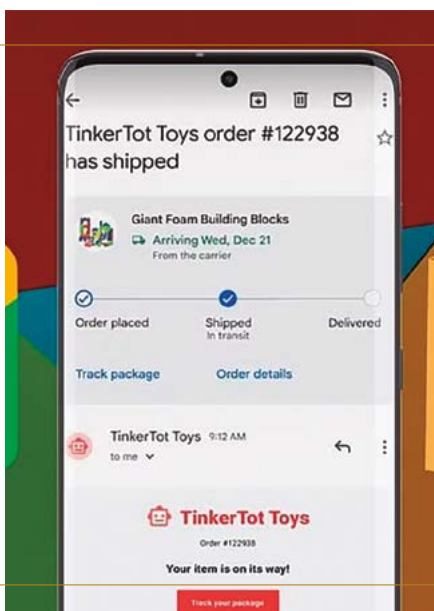 TinkerTot Toys order #122938
has shipped
Giant Foam Building Blocks
Arriving Wed, Dec 21
From the carrier
Order placed
Shipped
Delivered
In transit
Track package
Order details
TinkerTot Toys 9:12 AM
to me
TinkerTot Toys
Order #122938
Your item is on its way!
Track your package